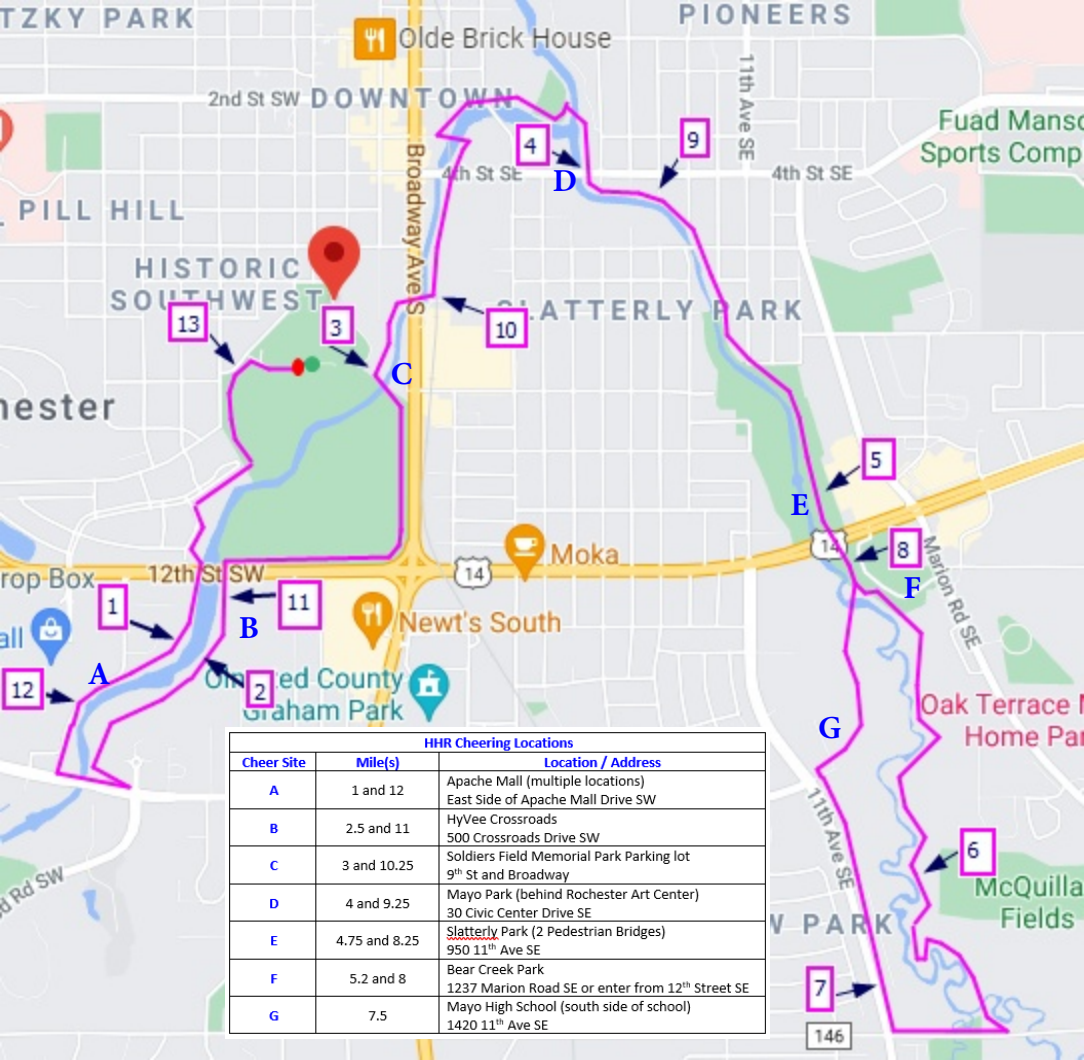 TZKY PARK
PIONEERS
Olde Brick House
2nd St SW
DOWNTOWN
11th Ave SE
Fuad Manso
Sports Comp
4
9
Broadway Ave S
4th St SE
4th St SE
D
PILL HILL
HISTORIC
SOUTHWEST
13
3
10
SLATTERLY PARK
C
hester
5
E
14
8
F
Marion Rd SE
rop Box
12th St SW
14
Moka
1
11
B
Newt's South
all
A
12
2
Olmsted County
Graham Park
G
Oak Terrace M
Home Par
11th Ave SE
6
McQuilla
Fields
W PARK
7
146
d Rd SW
HHR Cheering Locations
Cheer Site Mile(s) Location / Address
A 1 and 12 Apache Mall (multiple locations)
East Side of Apache Mall Drive SW
B 2.5 and 11 HyVee Crossroads
500 Crossroads Drive SW
C 3 and 10.25 Soldiers Field Memorial Park Parking lot
9th St and Broadway
D 4 and 9.25 Mayo Park (behind Rochester Art Center)
30 Civic Center Drive SE
E 4.75 and 8.25 Slatterly Park (2 Pedestrian Bridges)
950 11th Ave SE
F 5.2 and 8 Bear Creek Park
1237 Marion Road SE or enter from 12th Street SE
G 7.5 Mayo High School (south side of school)
1420 11th Ave SE